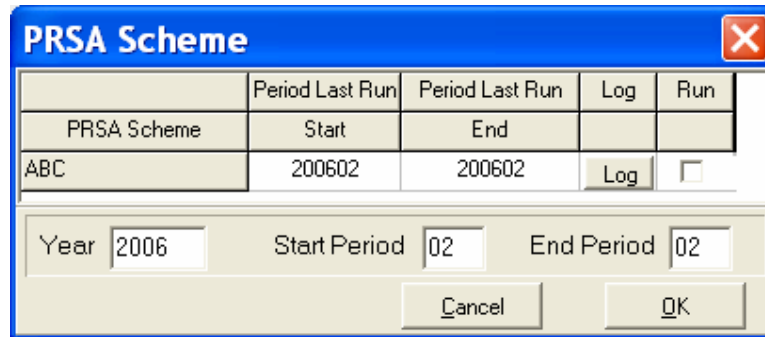 PRSA Scheme
Period Last Run Period Last Run Log Run
PRSA Scheme Start End
ABC 200602 200602 Log
Year 2006 Start Period 02 End Period 02
Cancel OK